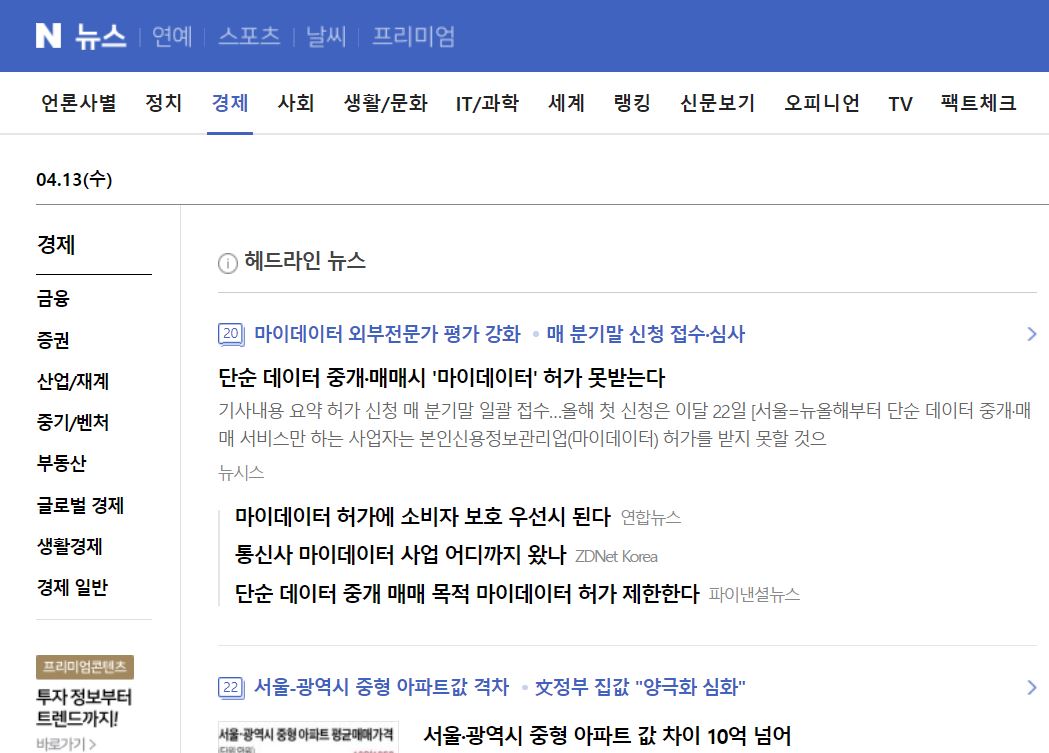 N 뉴스 연예 스포츠 날씨 프리미엄
언론사별 정치 경제 사회 생활/문화 IT/과학 세계 랭킹 신문보기 오피니언 TV 팩트체크
04.13(수)
경제
금융
증권
산업/재계
중기/벤처
부동산
글로벌 경제
생활경제
경제 일반
프리미엄콘텐츠
투자 정보부터
트렌드까지!
바로가기 >
헤드라인 뉴스
20 마이데이터 외부전문가 평가 강화 • 매 분기말 신청 접수·심사
단순 데이터 중개·매매시 '마이데이터' 허가 못받는다
기사내용 요약 허가 신청 매 분기말 일괄 접수…올해 첫 신청은 이달 22일 [서울=뉴올해부터 단순 데이터 중개·매
매 서비스만 하는 사업자는 본인신용정보관리업(마이데이터) 허가를 받지 못할 것으
뉴시스
마이데이터 허가에 소비자 보호 우선시 된다 연합뉴스
통신사 마이데이터 사업 어디까지 왔나 ZDNet Korea
단순 데이터 중개 매매 목적 마이데이터 허가 제한한다 파이낸셜뉴스
22 서울-광역시 중형 아파트값 격차 • 文정부 집값 "양극화 심화"
서울·광역시 중형 아파트 평균매매가격
서울·광역시 중형 아파트 값 차이 10억 넘어